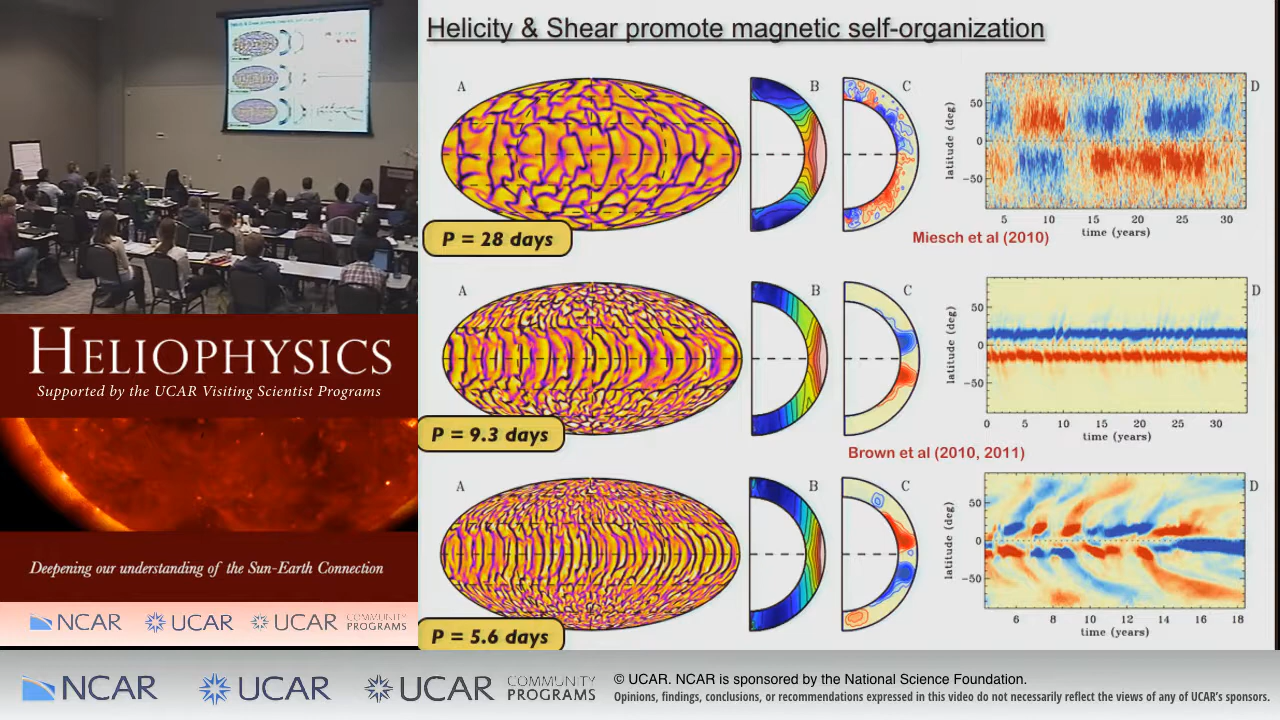 Helicity & Shear promote magnetic self-organization
A
B
C
D
latitude (deg)
50
0
−50
5
10
15
20
25
30
time (years)
P = 28 days
Miesch et al (2010)
A
B
C
D
latitude (deg)
50
0
−50
0
5
10
15
20
25
30
time (years)
P = 9.3 days
Brown et al (2010, 2011)
A
B
C
D
latitude (deg)
50
0
−50
6
8
10
12
14
16
18
time (years)
P = 5.6 days
HELIOPHYSICS
Supported by the UCAR Visiting Scientist Programs
Deepening our understanding of the Sun-Earth Connection
NCAR
UCAR
UCAR
COMMUNITY
PROGRAMS
NCAR
UCAR
UCAR
COMMUNITY
PROGRAMS
© UCAR. NCAR is sponsored by the National Science Foundation.
Opinions, findings, conclusions, or recommendations expressed in this video do not necessarily reflect the views of any of UCAR's sponsors.